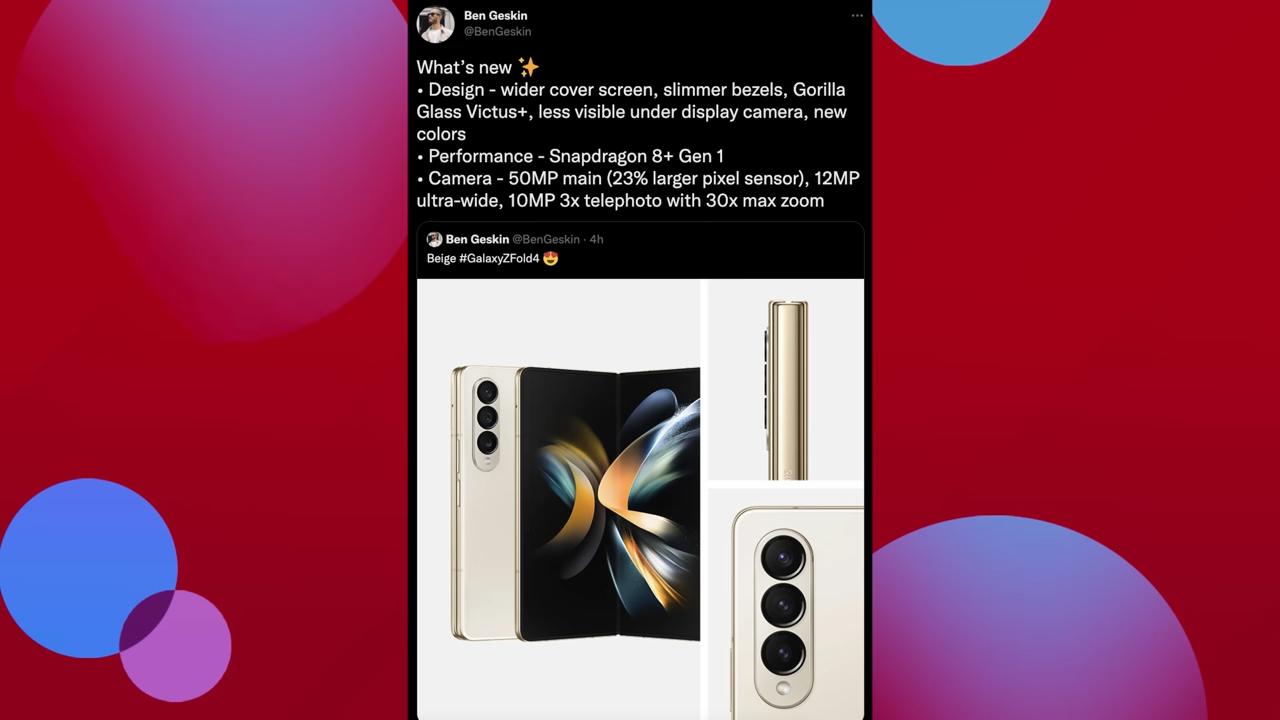 Ben Geskin
@BenGeskin
What's new ✨
• Design - wider cover screen, slimmer bezels, Gorilla
Glass Victus+, less visible under display camera, new
colors
• Performance - Snapdragon 8+ Gen 1
• Camera - 50MP main (23% larger pixel sensor), 12MP
ultra-wide, 10MP 3x telephoto with 30x max zoom
Ben Geskin @BenGeskin · 4h
Beige #GalaxyZFold4 😍